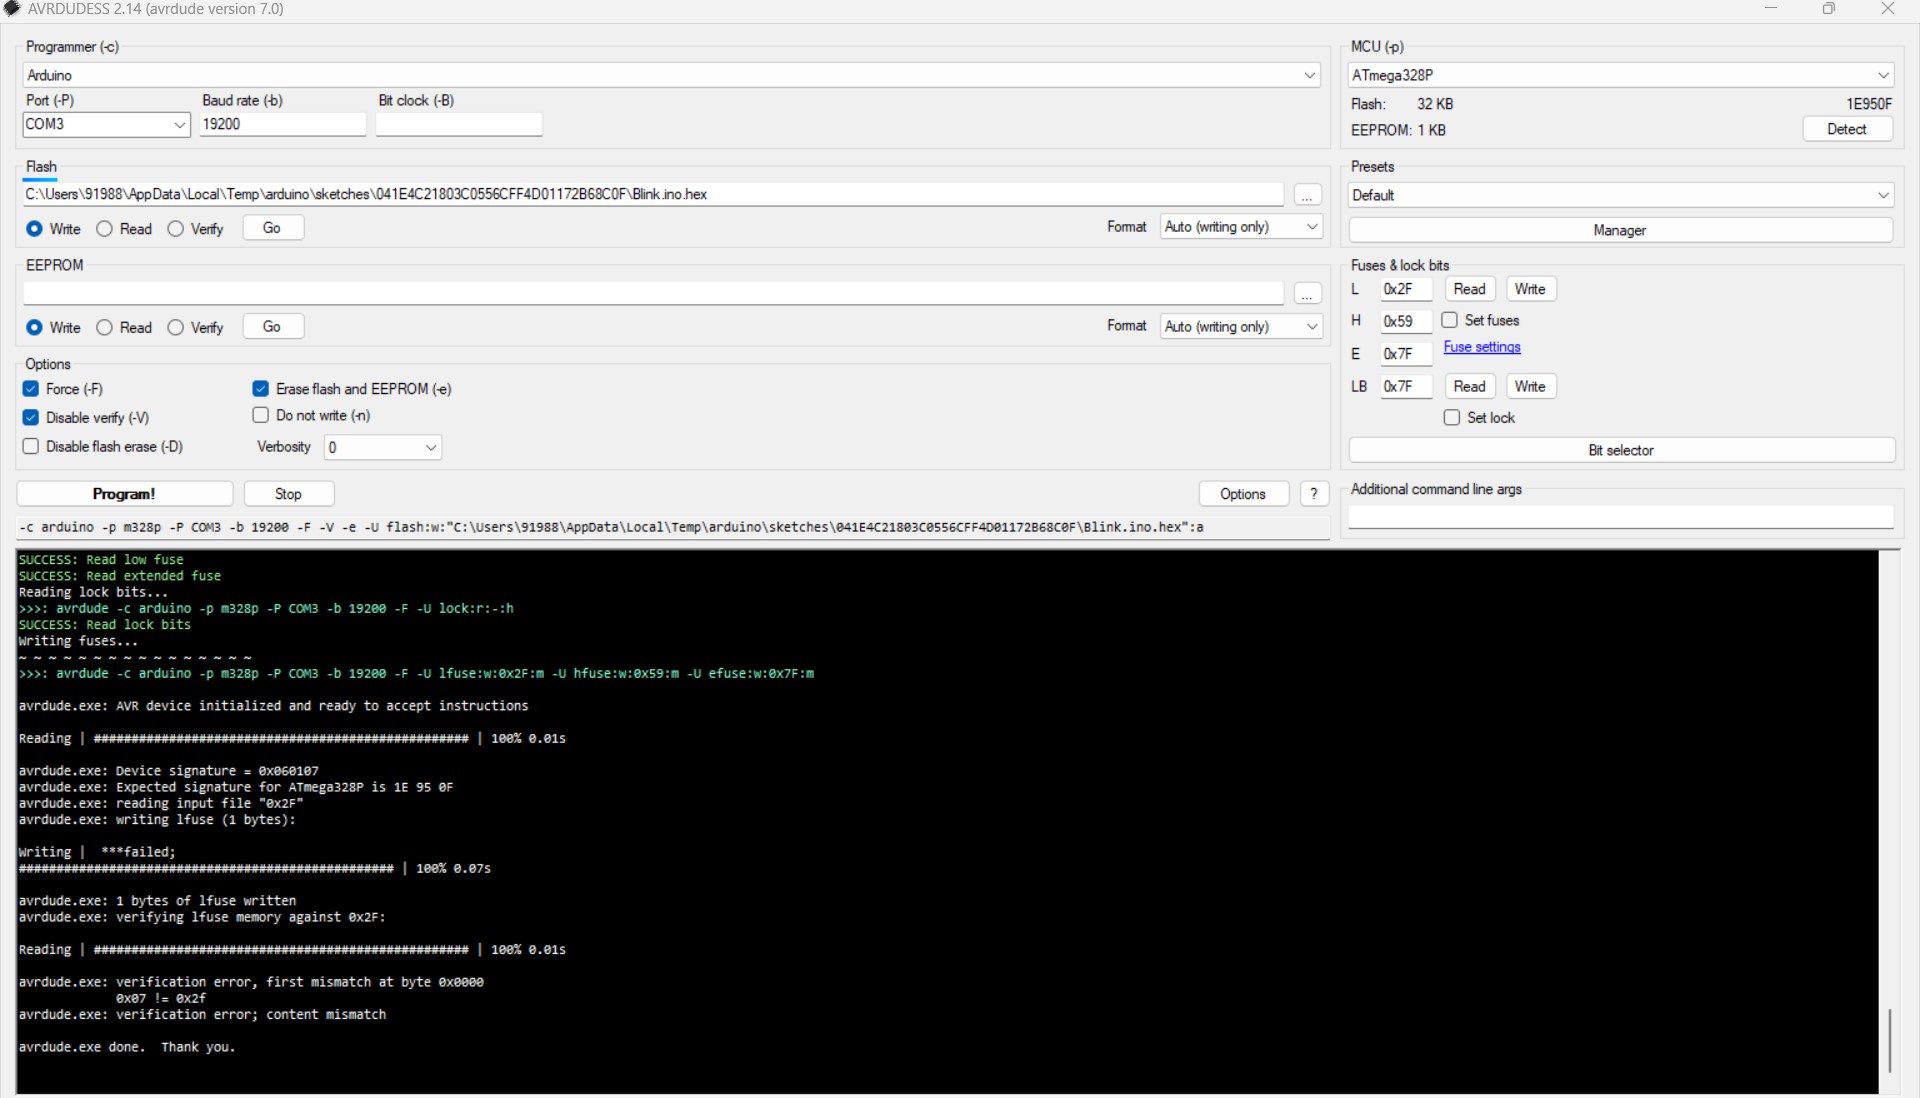 AVRDUDESS 2.14 (avrdude version 7.0)
Programmer (-c)
Arduino
Port (-P) Baud rate (-b) Bit clock (-B)
COM3 19200
MCU (-p)
ATmega328P
Flash: 32 KB 1E950F
EEPROM: 1 KB Detect
Flash
C:\Users\91988\AppData\Local\Temp\arduino\sketches\041E4C21803C0556CFF4D01172B68C0F\Blink.ino.hex ...
Write Read Verify Go Format Auto (writing only)
Presets
Default
Manager
EEPROM
...
Write Read Verify Go Format Auto (writing only)
Fuses & lock bits
L 0x2F Read Write
H 0x59 Set fuses
E 0x7F Fuse settings
LB 0x7F Read Write
Set lock
Bit selector
Options
Force (-F) Erase flash and EEPROM (-e)
Disable verify (-V) Do not write (-n)
Disable flash erase (-D) Verbosity 0
Program! Stop Options ?
Additional command line args
-c arduino -p m328p -P COM3 -b 19200 -F -V -e -U flash:w:"C:\Users\91988\AppData\Local\Temp\arduino\sketches\041E4C21803C0556CFF4D01172B68C0F\Blink.ino.hex":a
SUCCESS: Read low fuse
SUCCESS: Read extended fuse
Reading lock bits...
>>>: avrdude -c arduino -p m328p -P COM3 -b 19200 -F -U lock:r:-:h
SUCCESS: Read lock bits
Writing fuses...
~ ~ ~ ~ ~ ~ ~ ~ ~ ~ ~ ~ ~ ~ ~ ~
>>>: avrdude -c arduino -p m328p -P COM3 -b 19200 -F -U lfuse:w:0x2F:m -U hfuse:w:0x59:m -U efuse:w:0x7F:m
avrdude.exe: AVR device initialized and ready to accept instructions
Reading | ################################################## | 100% 0.01s
avrdude.exe: Device signature = 0x060107
avrdude.exe: Expected signature for ATmega328P is 1E 95 0F
avrdude.exe: reading input file "0x2F"
avrdude.exe: writing lfuse (1 bytes):
Writing | ***failed;
################################################## | 100% 0.07s
avrdude.exe: 1 bytes of lfuse written
avrdude.exe: verifying lfuse memory against 0x2F:
Reading | ################################################## | 100% 0.01s
avrdude.exe: verification error, first mismatch at byte 0x0000
0x07 != 0x2f
avrdude.exe: verification error; content mismatch
avrdude.exe done. Thank you.